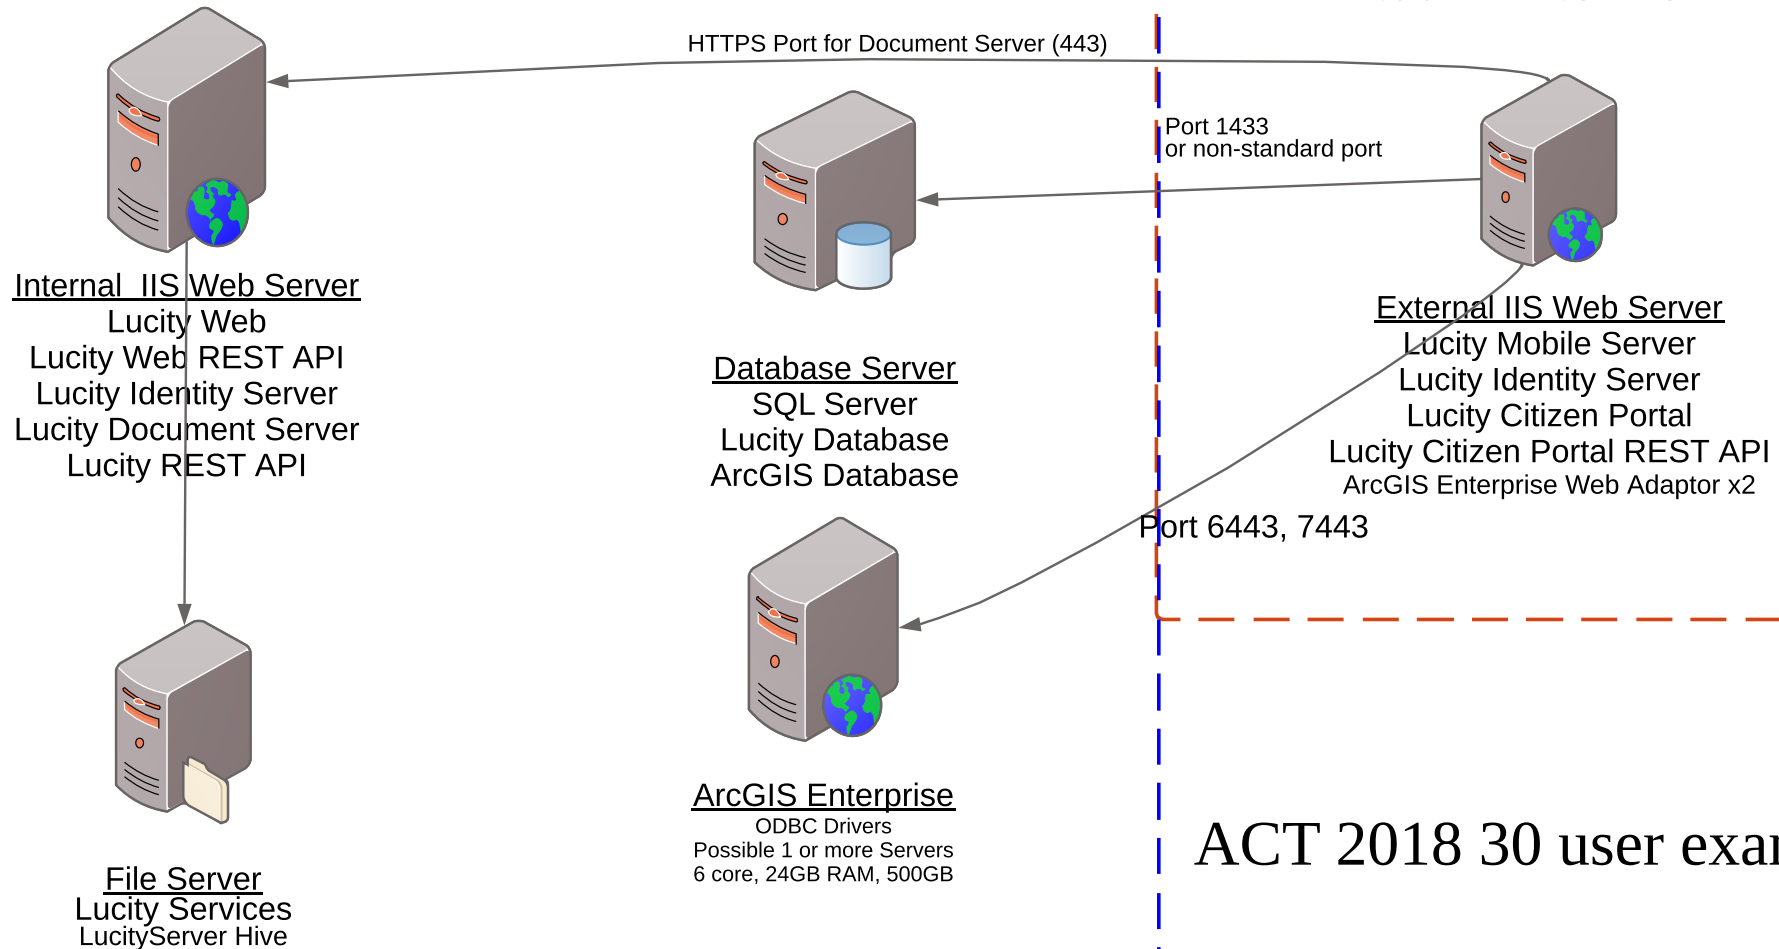 HTTPS Port for Document Server (443)
Port 1433
or non-standard port
Internal IIS Web Server
Lucity Web
Lucity Web REST API
Lucity Identity Server
Lucity Document Server
Lucity REST API
Database Server
SQL Server
Lucity Database
ArcGIS Database
External IIS Web Server
Lucity Mobile Server
Lucity Identity Server
Lucity Citizen Portal
Lucity Citizen Portal REST API
ArcGIS Enterprise Web Adaptor x2
Port 6443, 7443
ArcGIS Enterprise
ODBC Drivers
Possible 1 or more Servers
6 core, 24GB RAM, 500GB
ACT 2018 30 user
File Server
Lucity Services
LucityServer Hive